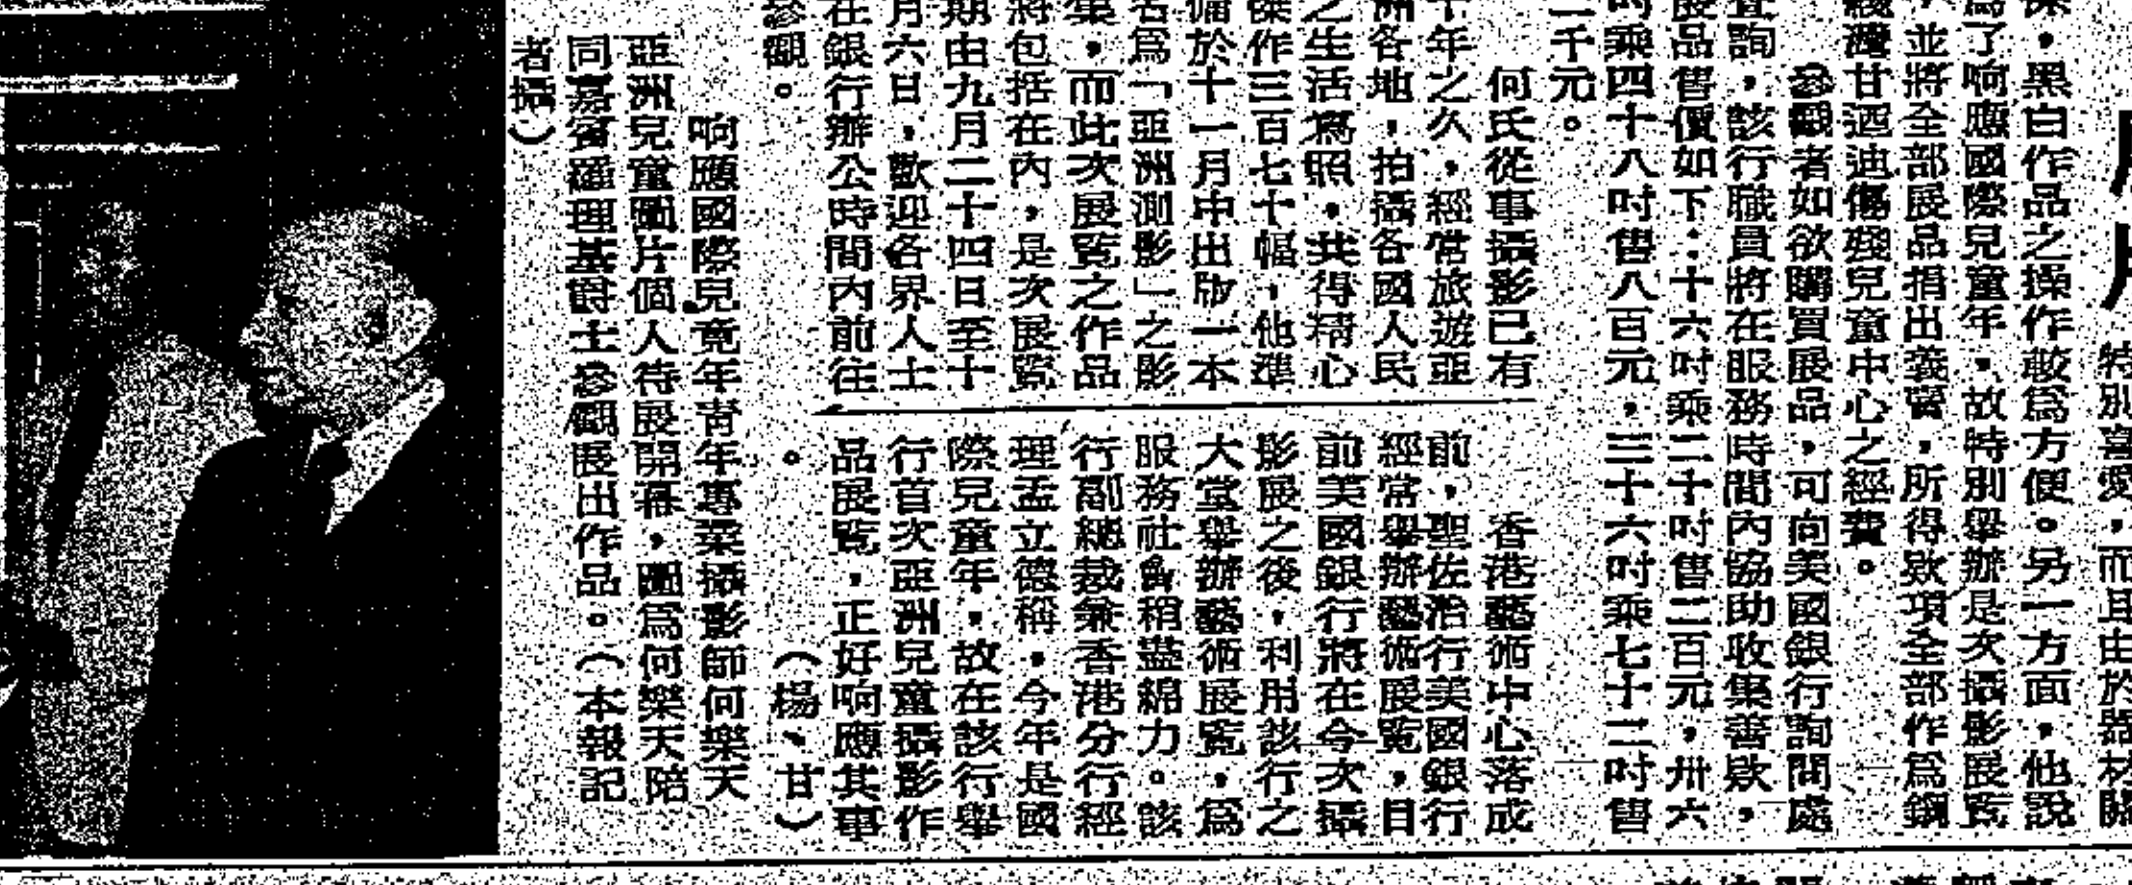 特別喜愛，而且由於器材關
，黑白作品之操作較爲方便。另一方面，他說
爲了响應國際兒童年，故特別舉辦是次攝影展覽
，並將全部展品捐出義賣，所得欵項全部作爲鋼
綫灣甘迺迪傷殘兒童中心之經費。
參觀者如欲購買展品，可向美國銀行詢問處
查詢，該行職員將在服務時間內協助收集善欵，
展品售價如下：十六吋乘二十吋售二百元，卅六
吋乘四十八吋售八百元，三十六吋乘七十二吋售
二千元。
何氏從事攝影已有
十年之久，經常旅遊亞
洲各地，拍攝各國人民
之生活寫照，共得精心
傑作三百七十幅，他準
備於十一月中出版一本
名爲「亞洲測影」之影
集，而此次展覽之作品
將包括在內，是次展覽
期由九月二十四日至十
月六日，歡迎各界人士
在銀行辦公時間內前往
參觀。
香港藝術中心落成
前，聖佐治行美國銀行
經常舉辦藝術展覽，目
前美國銀行將在今次攝
影展之後，利用該行之
大堂舉辦藝術展覽，爲
服務社會稍盡綿力。該
行副總裁兼香港分行經
理孟立德稱，今年是國
際兒童年，故在該行舉
行首次亞洲兒童攝影作
品展覽，正好响應其事
。（楊、甘）
响應國際兒童年青年專業攝影師何樂天
亞洲兒童圖片個人待展開幕，圖爲何樂天陪
同嘉賓羅理基爵士參觀展出作品。（本報記
者攝）